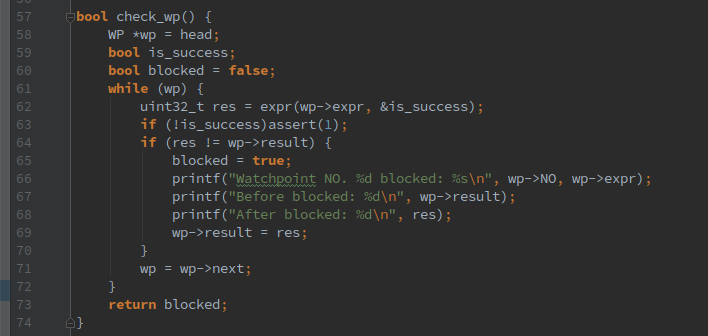 57 bool check_wp() {
58     WP *wp = head;
59     bool is_success;
60     bool blocked = false;
61     while (wp) {
62         uint32_t res = expr(wp->expr, &is_success);
63         if (!is_success)assert(1);
64         if (res != wp->result) {
65             blocked = true;
66             printf("Watchpoint NO. %d blocked: %s\n", wp->NO, wp->expr);
67             printf("Before blocked: %d\n", wp->result);
68             printf("After blocked: %d\n", res);
69             wp->result = res;
70         }
71         wp = wp->next;
72     }
73     return blocked;
74 }